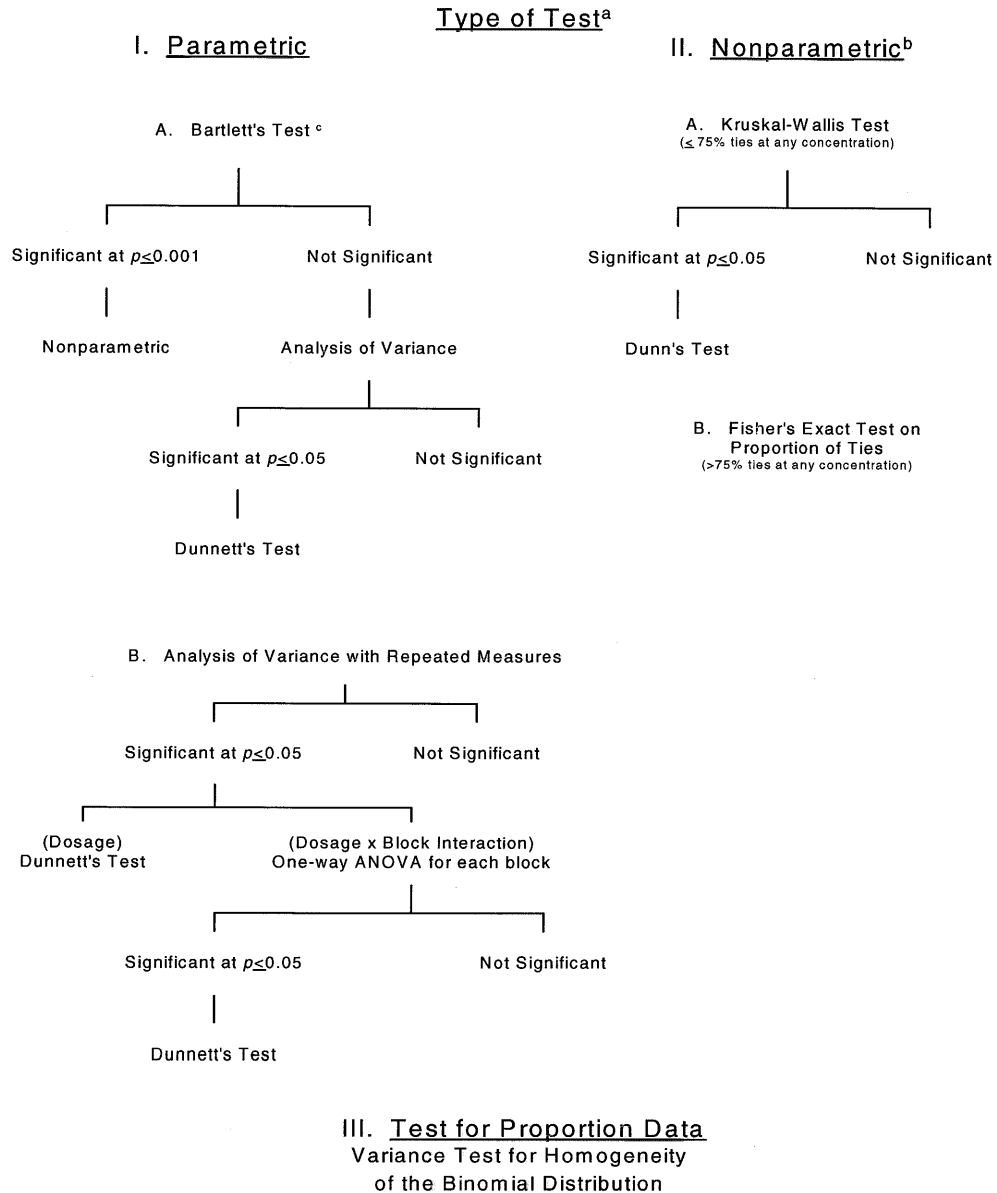 Type of Testᵃ
I. Parametric
II. Nonparametricᵇ
A. Bartlett's Test ᶜ
A. Kruskal-Wallis Test
(≤ 75% ties at any concentration)
Significant at p≤0.001
Not Significant
Significant at p≤0.05
Not Significant
Nonparametric
Analysis of Variance
Dunn's Test
B. Fisher's Exact Test on
Proportion of Ties
(>75% ties at any concentration)
Significant at p≤0.05
Not Significant
Dunnett's Test
B. Analysis of Variance with Repeated Measures
Significant at p≤0.05
Not Significant
(Dosage)
Dunnett's Test
(Dosage x Block Interaction)
One-way ANOVA for each block
Significant at p≤0.05
Not Significant
Dunnett's Test
III. Test for Proportion Data
Variance Test for Homogeneity
of the Binomial Distribution